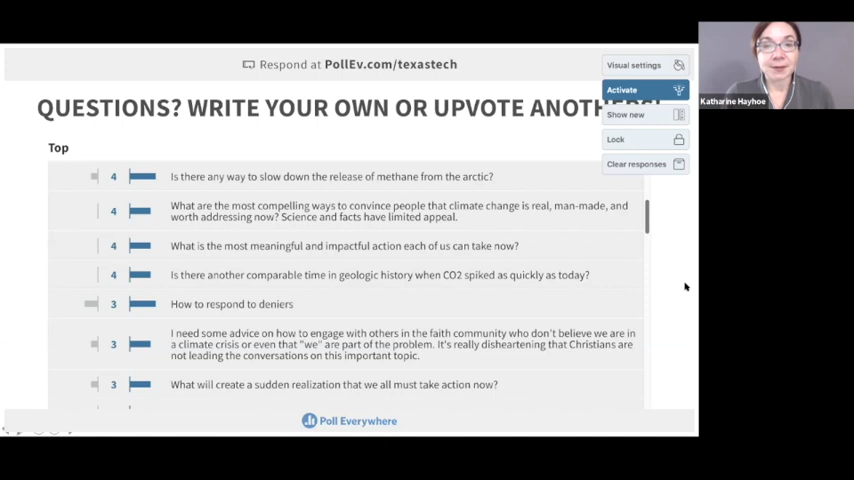 Respond at PollEv.com/texastech
Visual settings
Activate
QUESTIONS? WRITE YOUR OWN OR UPVOTE
Show new
Lock
Clear responses
Katharine Hayhoe
Top
4 Is there any way to slow down the release of methane from the arctic?
4 What are the most compelling ways to convince people that climate change is real, man-made, and
worth addressing now? Science and facts have limited appeal.
4 What is the most meaningful and impactful action each of us can take now?
4 Is there another comparable time in geologic history when CO2 spiked as quickly as today?
3 How to respond to deniers
3 I need some advice on how to engage with others in the faith community who don't believe we are in
a climate crisis or even that "we" are part of the problem. It's really disheartening that Christians are
not leading the conversations on this important topic.
3 What will create a sudden realization that we all must take action now?
Poll Everywhere